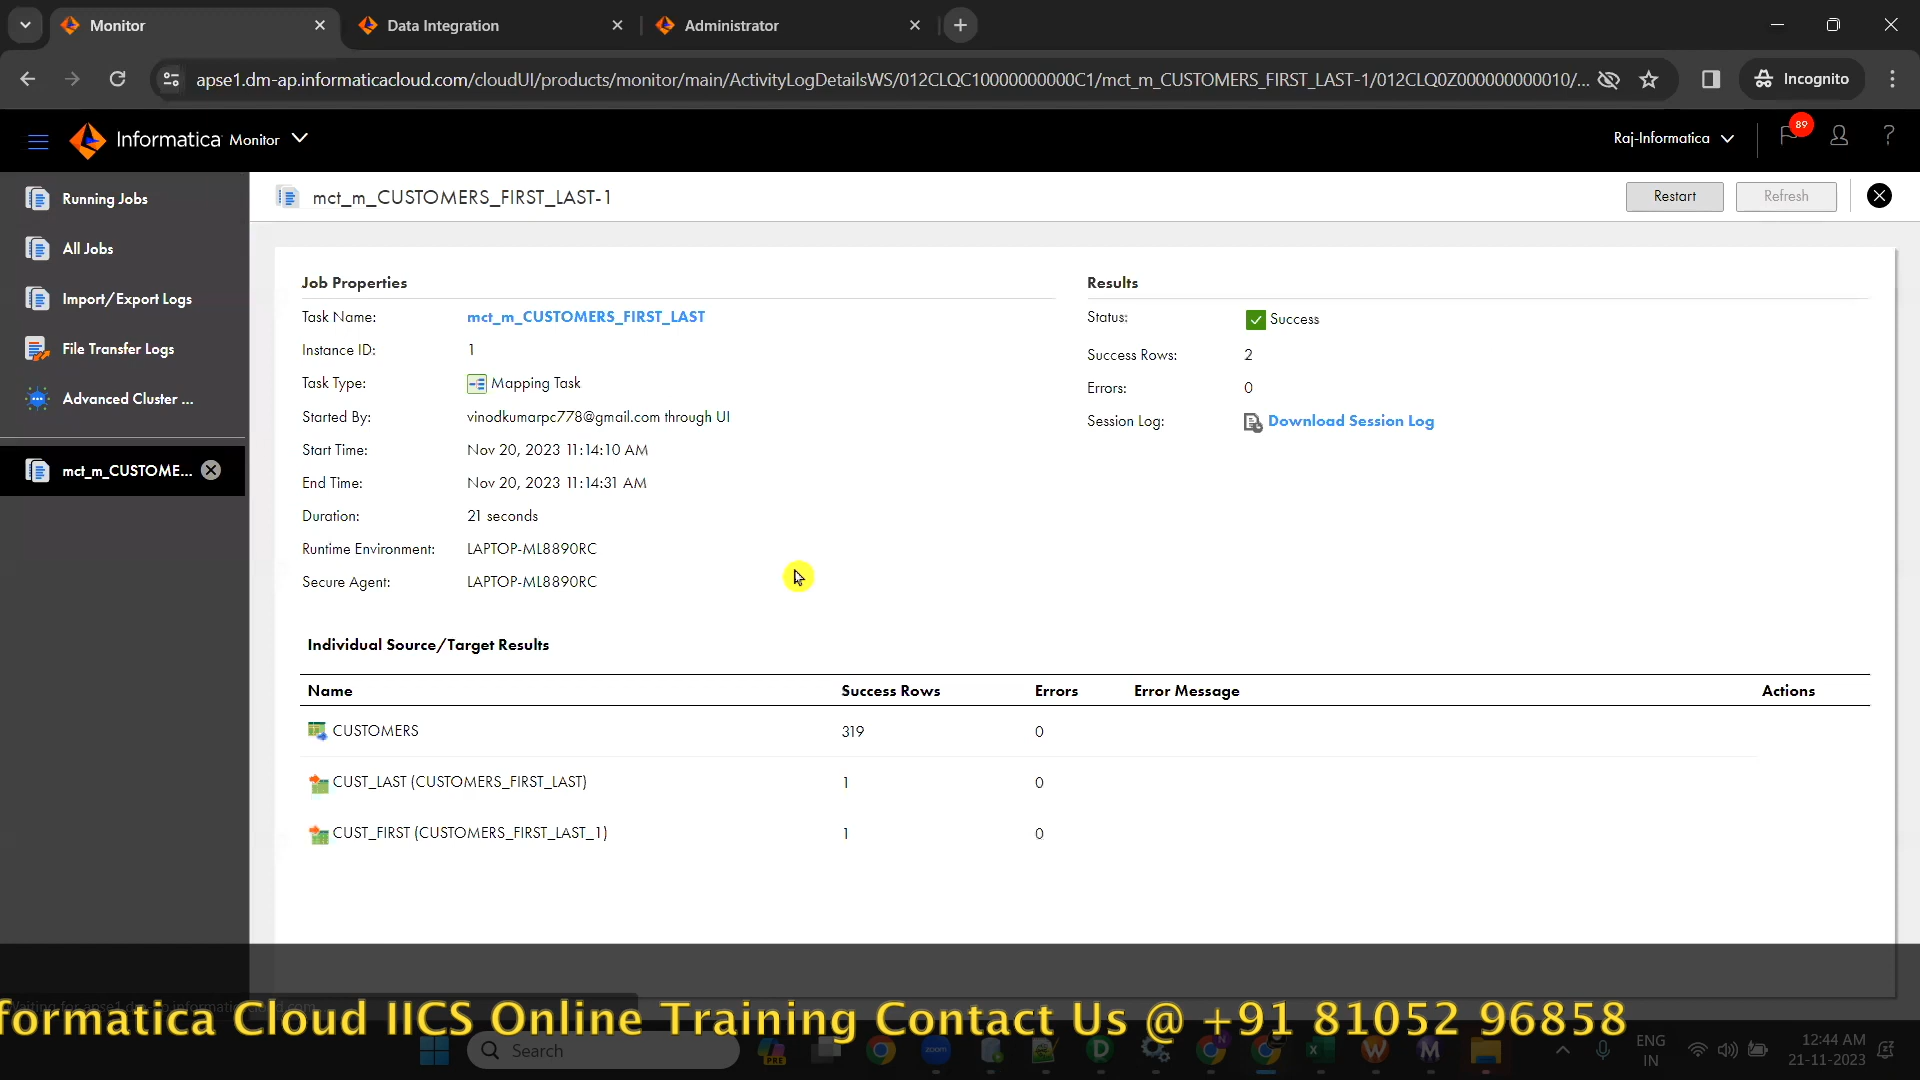 Monitor
Data Integration
Administrator
apse1.dm-ap.informaticacloud.com/cloudUI/products/monitor/main/ActivityLogDetailsWS/012CLQC10000000000C1/mct_m_CUSTOMERS_FIRST_LAST-1/012CLQ0Z000000000010/...
Incognito
Informatica Monitor
Raj-Informatica
89
?
Running Jobs
All Jobs
Import/Export Logs
File Transfer Logs
Advanced Cluster ...
mct_m_CUSTOME...
mct_m_CUSTOMERS_FIRST_LAST-1
Restart
Refresh
Job Properties
Task Name: mct_m_CUSTOMERS_FIRST_LAST
Instance ID: 1
Task Type: Mapping Task
Started By: vinodkumarpc778@gmail.com through UI
Start Time: Nov 20, 2023 11:14:10 AM
End Time: Nov 20, 2023 11:14:31 AM
Duration: 21 seconds
Runtime Environment: LAPTOP-ML8890RC
Secure Agent: LAPTOP-ML8890RC
Results
Status: Success
Success Rows: 2
Errors: 0
Session Log: Download Session Log
Individual Source/Target Results
Name Success Rows Errors Error Message Actions
CUSTOMERS 319 0
CUST_LAST (CUSTOMERS_FIRST_LAST) 1 0
CUST_FIRST (CUSTOMERS_FIRST_LAST_1) 1 0
formatica Cloud IICS Online Training Contact Us @ +91 81052 96858
Search
PRE
zoom
ENG
IN
12:44 AM
21-11-2023